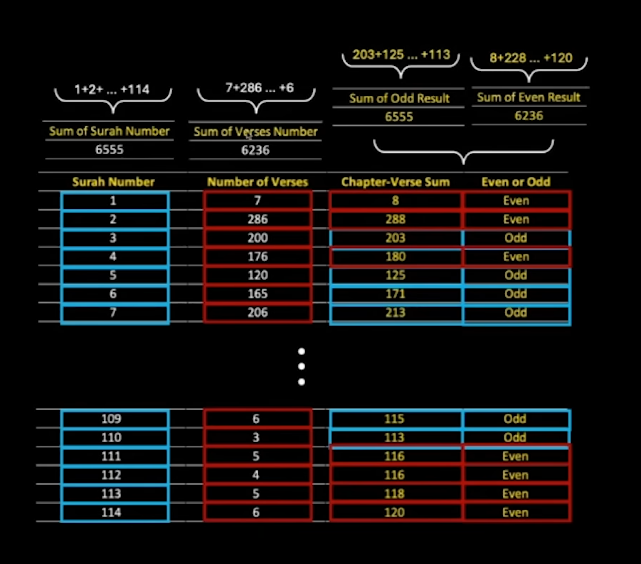 203+125 ... +113 8+228 ... +120
1+2+ ... +114 7+286 ... +6
Sum of Odd Result Sum of Even Result
6555 6236
Sum of Surah Number Sum of Verses Number
6555 6236
Surah Number Number of Verses Chapter-Verse Sum Even or Odd
1 7 8 Even
2 286 288 Even
3 200 203 Odd
4 176 180 Even
5 120 125 Odd
6 165 171 Odd
7 206 213 Odd
109 6 115 Odd
110 3 113 Odd
111 5 116 Even
112 4 116 Even
113 5 118 Even
114 6 120 Even